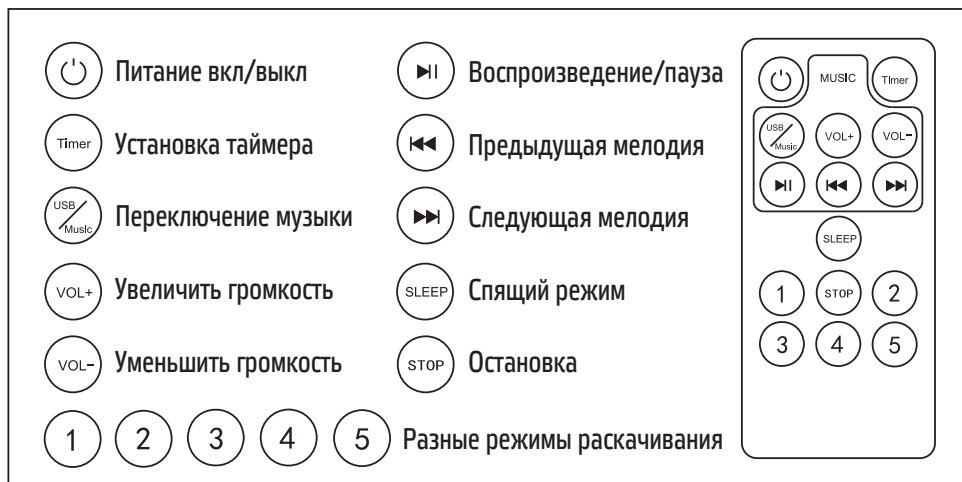 Питание вкл/выкл
Timer Установка таймера
USB/Music Переключение музыки
VOL+ Увеличить громкость
VOL− Уменьшить громкость
Воспроизведение/пауза
Предыдущая мелодия
Следующая мелодия
SLEEP Спящий режим
STOP Остановка
1 2 3 4 5 Разные режимы раскачивания
MUSIC TImer
USB/Music VOL+ VOL−
SLEEP
1 STOP 2
3 4 5